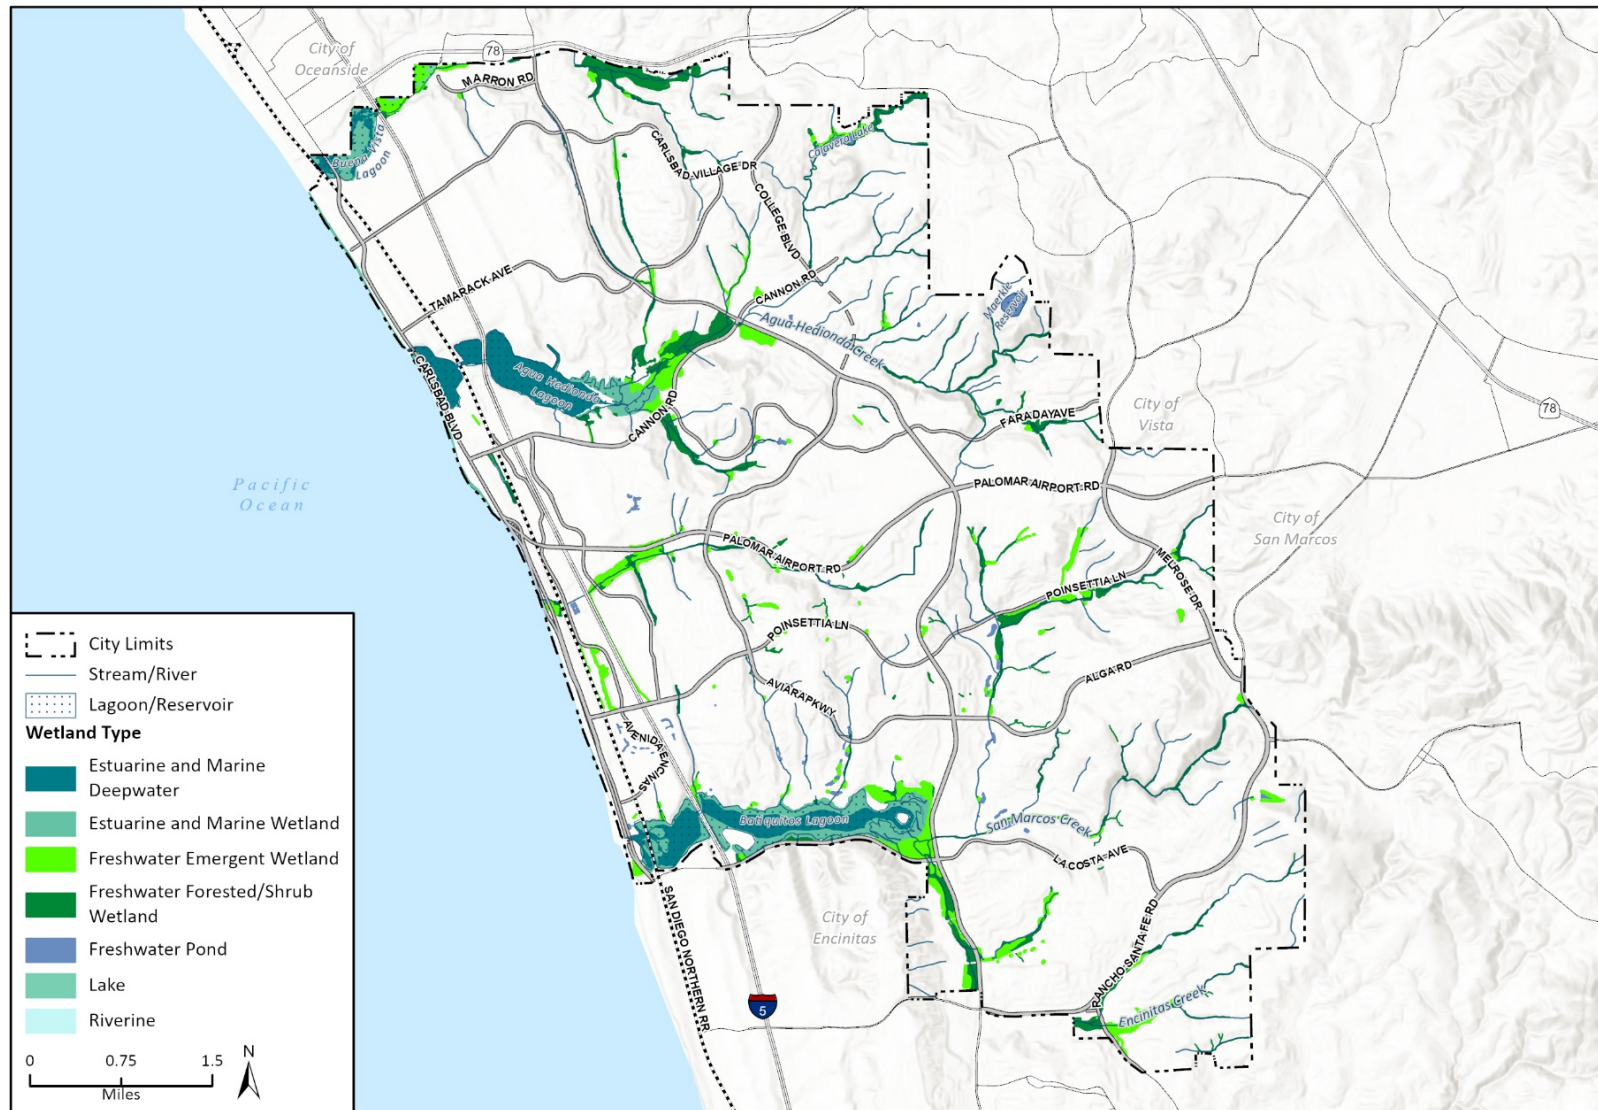 City of
Oceanside
78
MARRON RD
Buena Vista
Lagoon
CARLSBAD VILLAGE DR
Calavera Lake
COLLEGE BLVD
TAMARACK AVE
CANNON RD
Maerkle
Reservoir
Agua Hedionda Creek
CARLSBAD BLVD
Agua Hedionda
Lagoon
CANNON RD
FARADAY AVE
City of
Vista
78
Pacific
Ocean
PALOMAR AIRPORT RD
City of
San Marcos
PALOMAR AIRPORT RD
MELROSE DR
POINSETTIA LN
POINSETTIA LN
ALGA RD
AVIARA PKWY
AVENIDA ENCINAS
Batiquitos Lagoon
San Marcos Creek
LA COSTA AVE
SAN DIEGO NORTHERN RR
City of
Encinitas
RANCHO SANTA FE RD
Encinitas Creek
5
City Limits
Stream/River
Lagoon/Reservoir
Wetland Type
Estuarine and Marine
Deepwater
Estuarine and Marine Wetland
Freshwater Emergent Wetland
Freshwater Forested/Shrub
Wetland
Freshwater Pond
Lake
Riverine
0 0.75 1.5
Miles
N